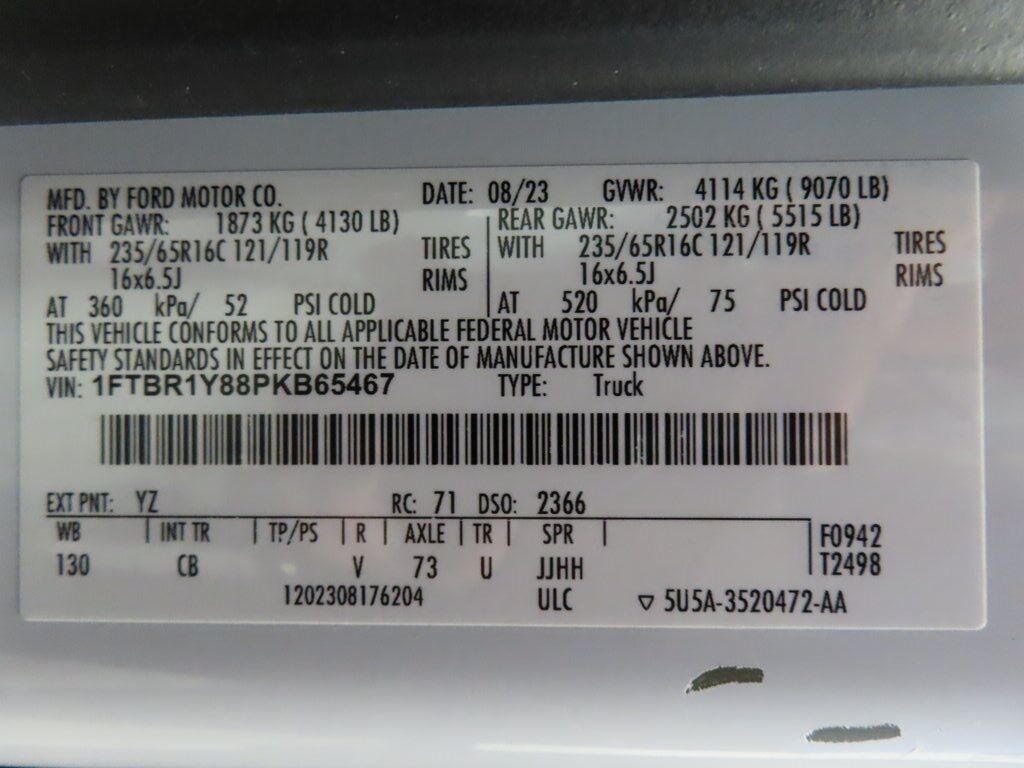 MFD. BY FORD MOTOR CO. DATE: 08/23 GVWR: 4114 KG ( 9070 LB)
FRONT GAWR: 1873 KG ( 4130 LB) REAR GAWR: 2502 KG ( 5515 LB)
WITH 235/65R16C 121/119R TIRES WITH 235/65R16C 121/119R TIRES
16x6.5J RIMS 16x6.5J RIMS
AT 360 kPa/ 52 PSI COLD AT 520 kPa/ 75 PSI COLD
THIS VEHICLE CONFORMS TO ALL APPLICABLE FEDERAL MOTOR VEHICLE
SAFETY STANDARDS IN EFFECT ON THE DATE OF MANUFACTURE SHOWN ABOVE.
VIN: 1FTBR1Y88PKB65467 TYPE: Truck
EXT PNT: YZ RC: 71 DSO: 2366
WB INT TR TP/PS R AXLE TR SPR F0942
130 CB V 73 U JJHH T2498
1202308176204 ULC ▽ 5U5A-3520472-AA